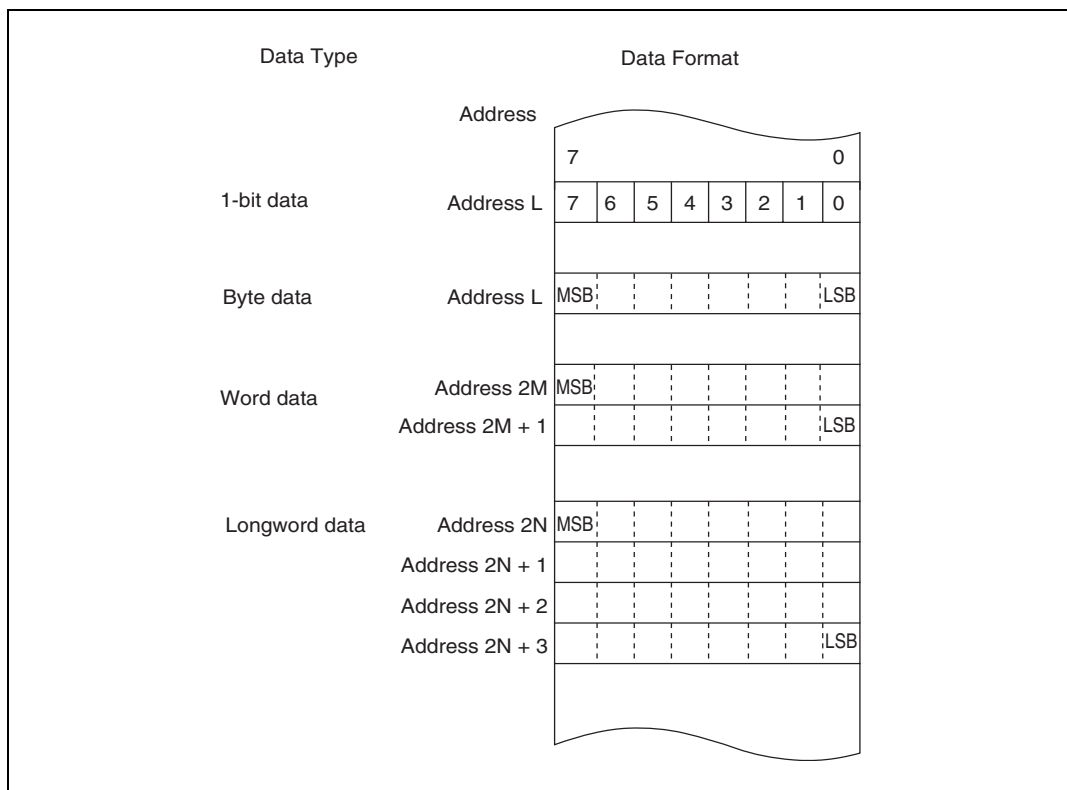 Data Type Data Format
Address
7 0
1-bit data Address L 7 6 5 4 3 2 1 0
Byte data Address L MSB LSB
Word data Address 2M MSB
Address 2M + 1 LSB
Longword data Address 2N MSB
Address 2N + 1
Address 2N + 2
Address 2N + 3 LSB